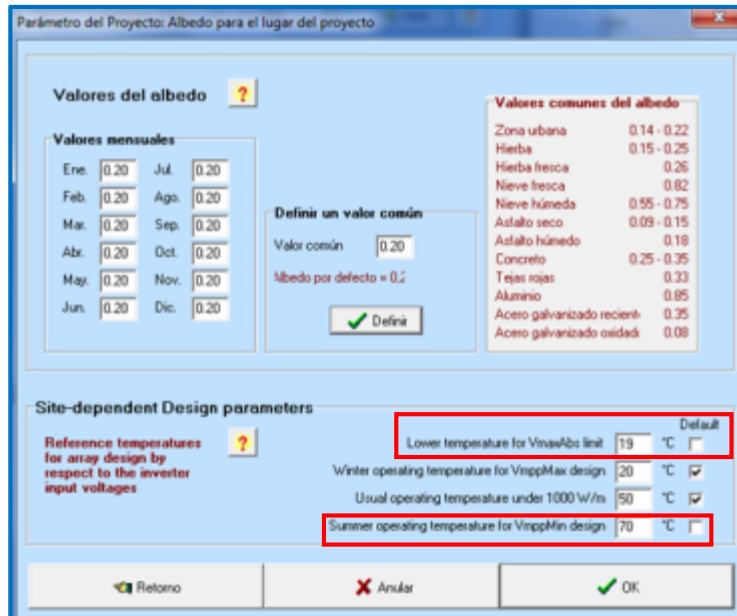 Parámetro del Proyecto: Albedo para el lugar del proyecto
Valores del albedo ?
Valores mensuales
Ene. 0.20 Jul. 0.20
Feb. 0.20 Ago. 0.20
Mar. 0.20 Sep. 0.20
Abr. 0.20 Oct. 0.20
May. 0.20 Nov. 0.20
Jun. 0.20 Dic. 0.20
Definir un valor común
Valor común 0.20
Albedo por defecto = 0,2
Definir
Valores comunes del albedo
Zona urbana 0.14 - 0.22
Hierba 0.15 - 0.25
Hierba fresca 0.26
Nieve fresca 0.82
Nieve húmeda 0.55 - 0.75
Asfalto seco 0.09 - 0.15
Asfalto húmedo 0.18
Concreto 0.25 - 0.35
Tejas rojas 0.33
Aluminio 0.85
Acero galvanizado recient 0.35
Acero galvanizado oxidad 0.08
Site-dependent Design parameters
Reference temperatures
for array design by
respect to the inverter
input voltages
?
Default
Lower temperature for VmaxAbs limit 19 °C
Winter operating temperature for VmppMax design 20 °C
Usual operating temperature under 1000 W/m 50 °C
Summer operating temperature for VmppMin design 70 °C
Retorno
Anular
OK